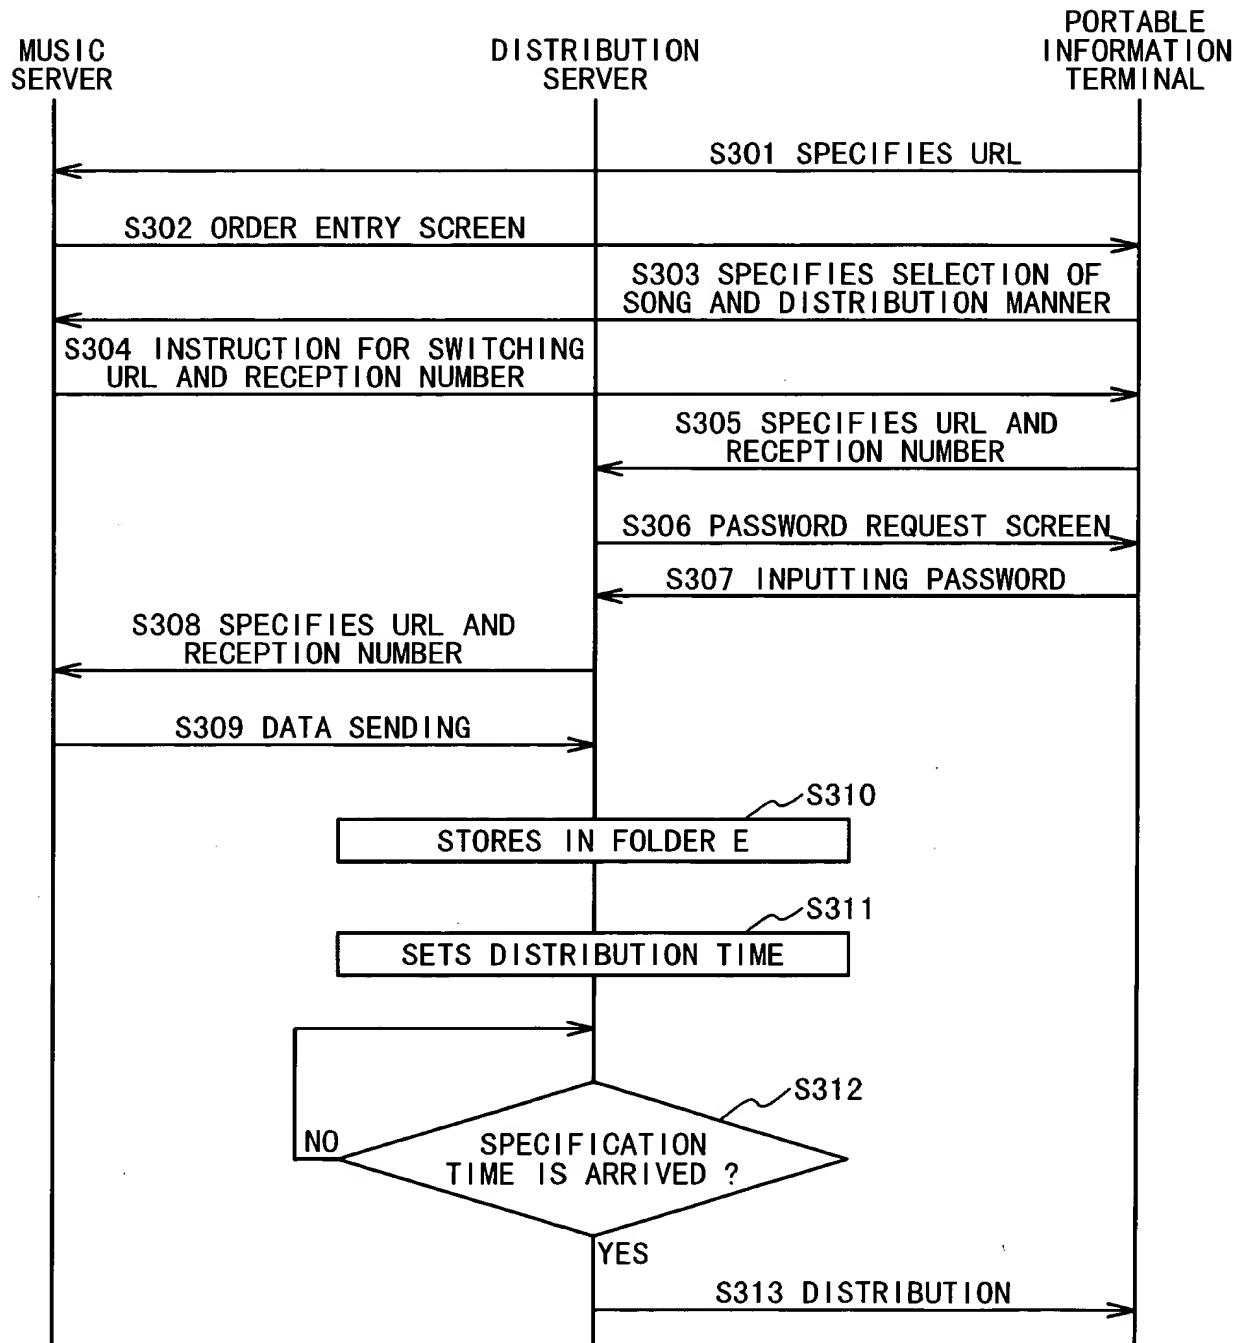 MUSIC
SERVER
DISTRIBUTION
SERVER
PORTABLE
INFORMATION
TERMINAL
S301 SPECIFIES URL
S302 ORDER ENTRY SCREEN
S303 SPECIFIES SELECTION OF
SONG AND DISTRIBUTION MANNER
S304 INSTRUCTION FOR SWITCHING
URL AND RECEPTION NUMBER
S305 SPECIFIES URL AND
RECEPTION NUMBER
S306 PASSWORD REQUEST SCREEN
S307 INPUTTING PASSWORD
S308 SPECIFIES URL AND
RECEPTION NUMBER
S309 DATA SENDING
S310
STORES IN FOLDER E
S311
SETS DISTRIBUTION TIME
S312
NO
SPECIFICATION
TIME IS ARRIVED ?
YES
S313 DISTRIBUTION